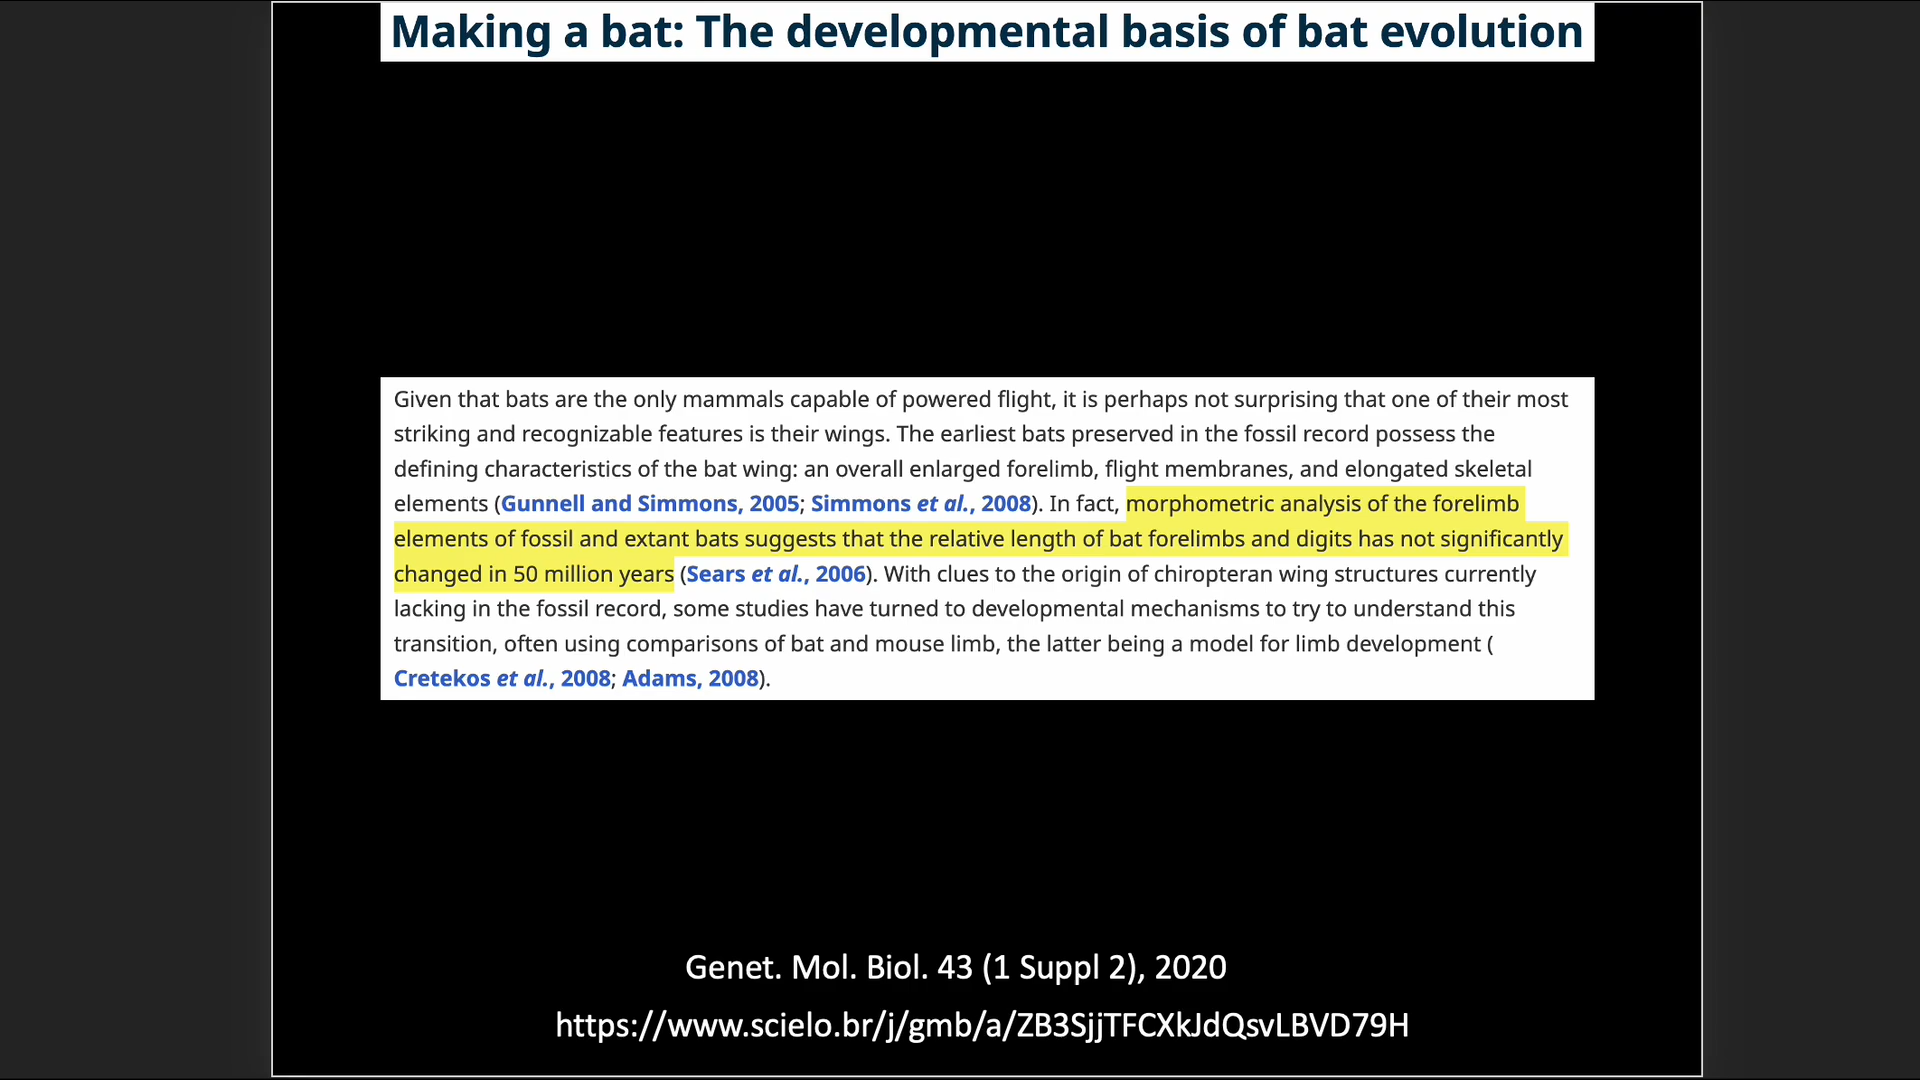 Making a bat: The developmental basis of bat evolution
Given that bats are the only mammals capable of powered flight, it is perhaps not surprising that one of their most
striking and recognizable features is their wings. The earliest bats preserved in the fossil record possess the
defining characteristics of the bat wing: an overall enlarged forelimb, flight membranes, and elongated skeletal
elements (Gunnell and Simmons, 2005; Simmons et al., 2008). In fact, morphometric analysis of the forelimb
elements of fossil and extant bats suggests that the relative length of bat forelimbs and digits has not significantly
changed in 50 million years (Sears et al., 2006). With clues to the origin of chiropteran wing structures currently
lacking in the fossil record, some studies have turned to developmental mechanisms to try to understand this
transition, often using comparisons of bat and mouse limb, the latter being a model for limb development (
Cretekos et al., 2008; Adams, 2008).
Genet. Mol. Biol. 43 (1 Suppl 2), 2020
https://www.scielo.br/j/gmb/a/ZB3SjjTFCXkJdQsvLBVD79H